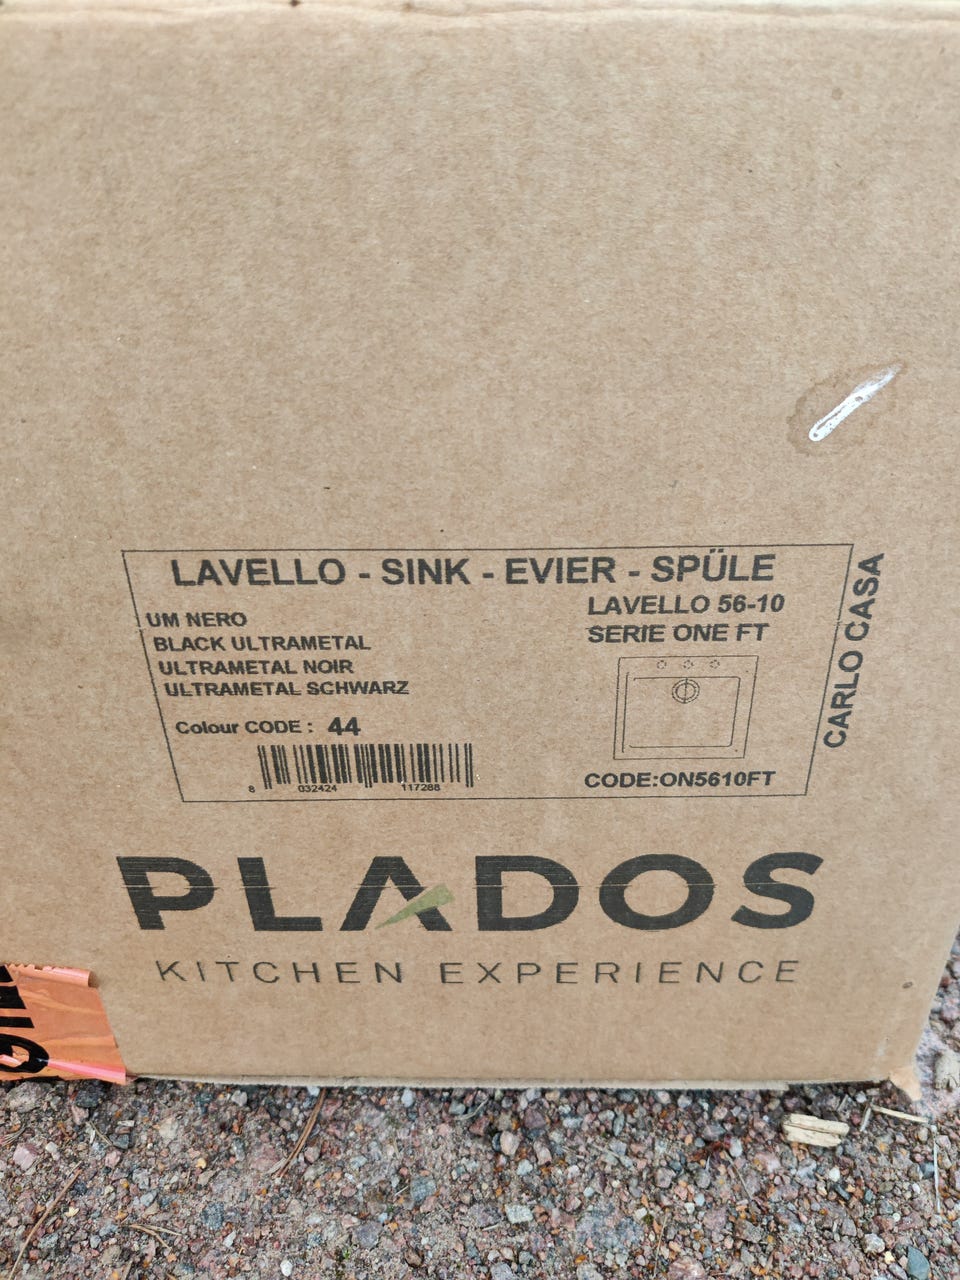 LAVELLO - SINK - EVIER - SPÜLE
UM NERO
BLACK ULTRAMETAL
ULTRAMETAL NOIR
ULTRAMETAL SCHWARZ
Colour CODE : 44
8 032424 117288
LAVELLO 56-10
SERIE ONE FT
CODE:ON5610FT
CARLO CASA
PLADOS
KITCHEN EXPERIENCE